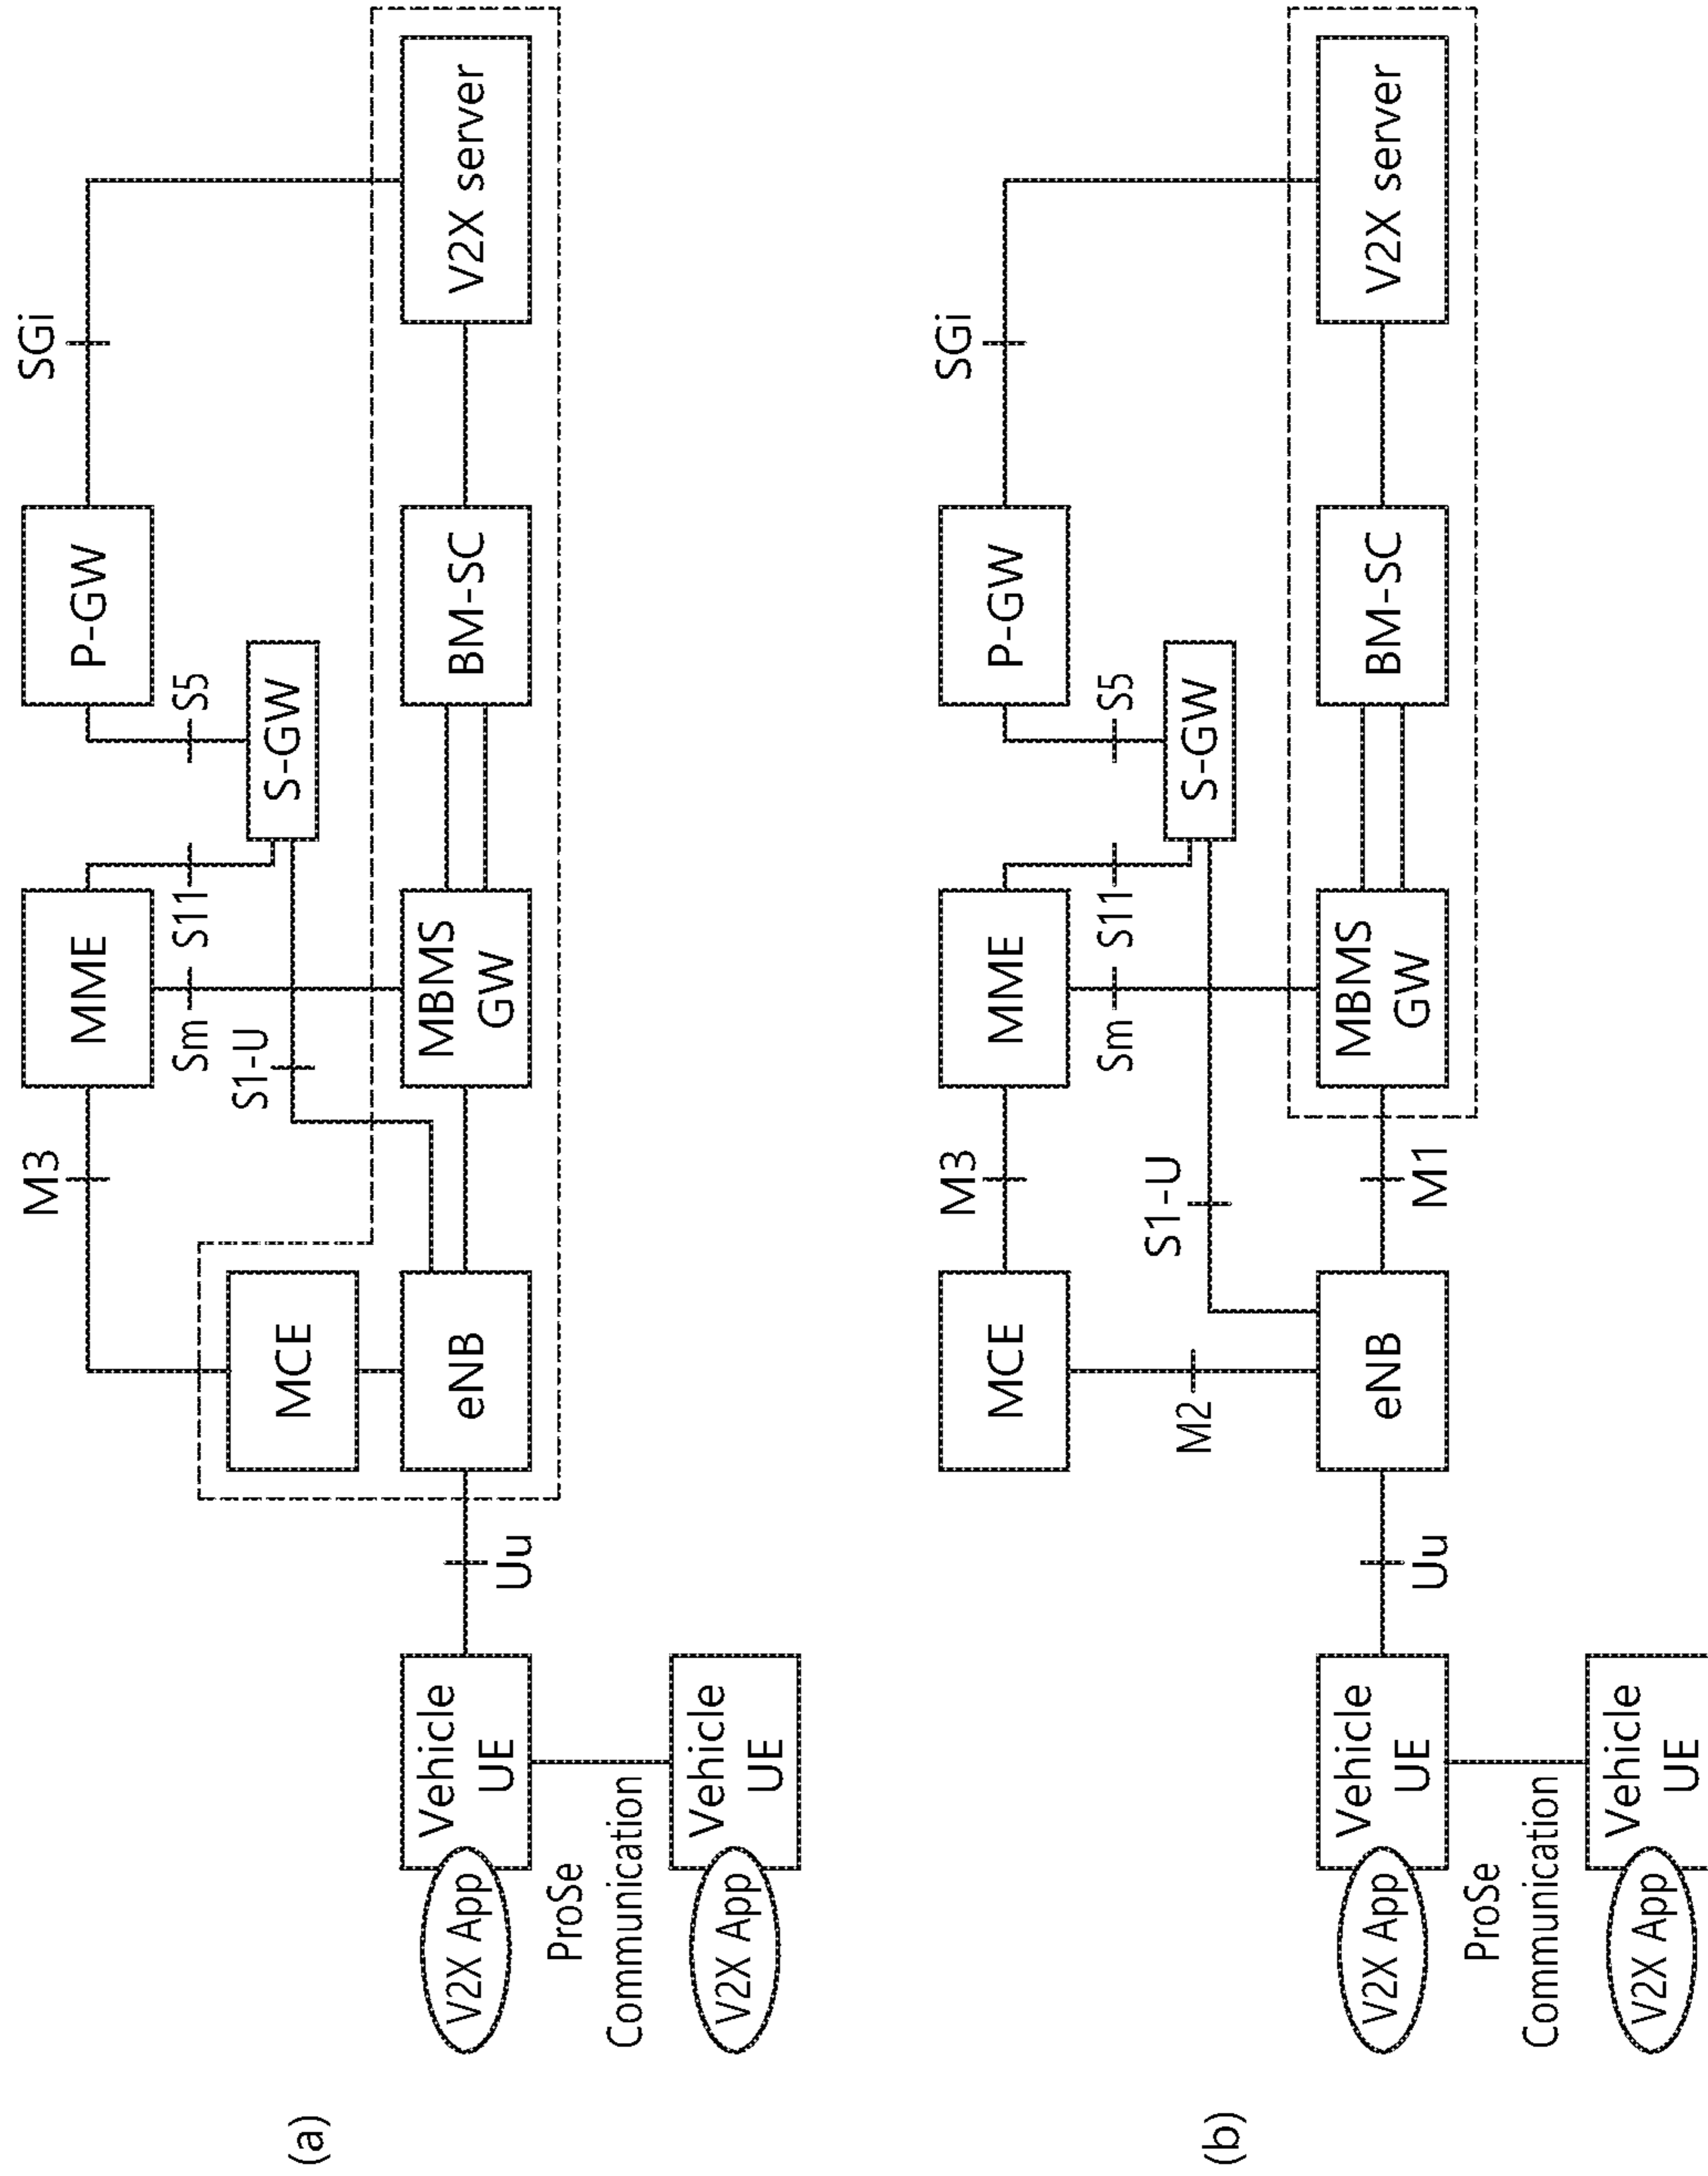 (a)
SGi
M3
P-GW
MME
S5
S11
Sm
S-GW
S1-U
MCE
V2X App
Vehicle
UE
Uu
eNB
MBMS
GW
BM-SC
V2X server
ProSe
Communication
V2X App
Vehicle
UE
(b)
SGi
M3
MCE
MME
P-GW
S5
S11
Sm
S-GW
S1-U
M2
V2X App
Vehicle
UE
Uu
eNB
M1
MBMS
GW
BM-SC
V2X server
ProSe
Communication
V2X App
Vehicle
UE